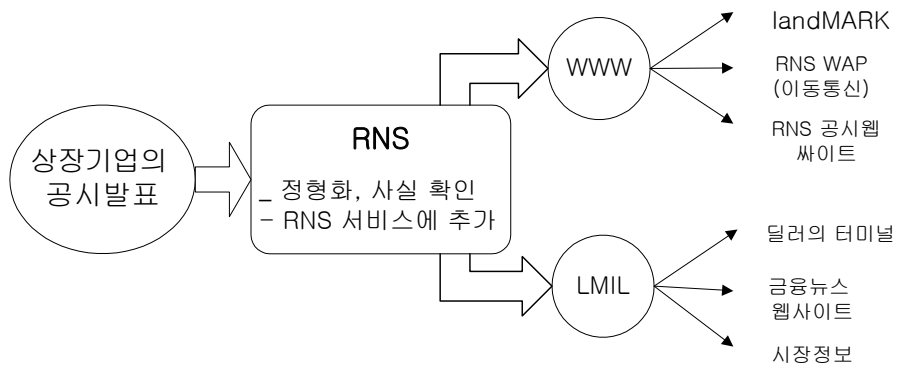 상장기업의
공시발표
RNS
_ 정형화, 사실 확인
- RNS 서비스에 추가
WWW
landMARK
RNS WAP
(이동통신)
RNS 공시웹
싸이트
LMIL
딜러의 터미널
금융뉴스
웹사이트
시장정보